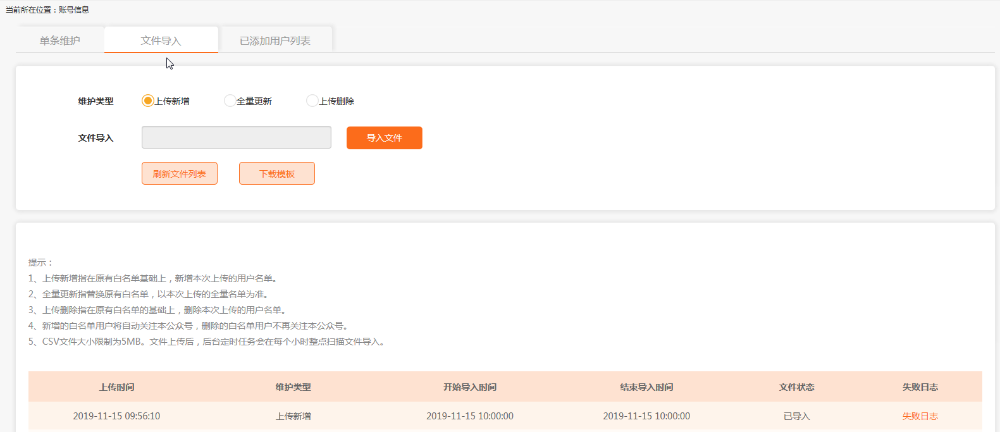 当前所在位置：账号信息
单条维护 文件导入 已添加用户列表
维护类型 上传新增 全量更新 上传删除
文件导入 导入文件
刷新文件列表 下载模板
提示：
1、上传新增指在原有白名单基础上，新增本次上传的用户名单。
2、全量更新指替换原有白名单，以本次上传的全量名单为准。
3、上传删除指在原有白名单的基础上，删除本次上传的用户名单。
4、新增的白名单用户将自动关注本公众号，删除的白名单用户不再关注本公众号。
5、CSV文件大小限制为5MB。文件上传后，后台定时任务会在每个小时整点扫描文件导入。
上传时间 维护类型 开始导入时间 结束导入时间 文件状态 失败日志
2019-11-15 09:56:10 上传新增 2019-11-15 10:00:00 2019-11-15 10:00:00 已导入 失败日志